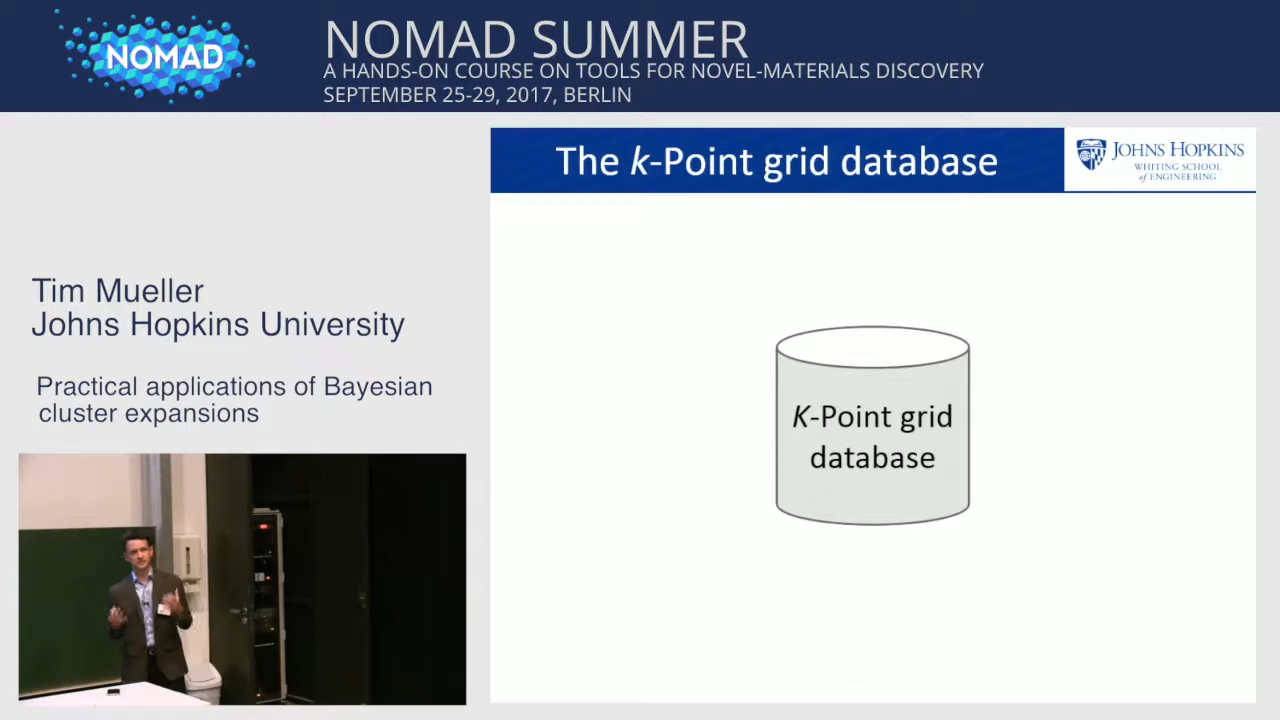 NOMAD
NOMAD SUMMER
A HANDS-ON COURSE ON TOOLS FOR NOVEL-MATERIALS DISCOVERY
SEPTEMBER 25-29, 2017, BERLIN
The k-Point grid database
JOHNS HOPKINS
WHITING SCHOOL
of ENGINEERING
Tim Mueller
Johns Hopkins University
Practical applications of Bayesian
cluster expansions
K-Point grid
database